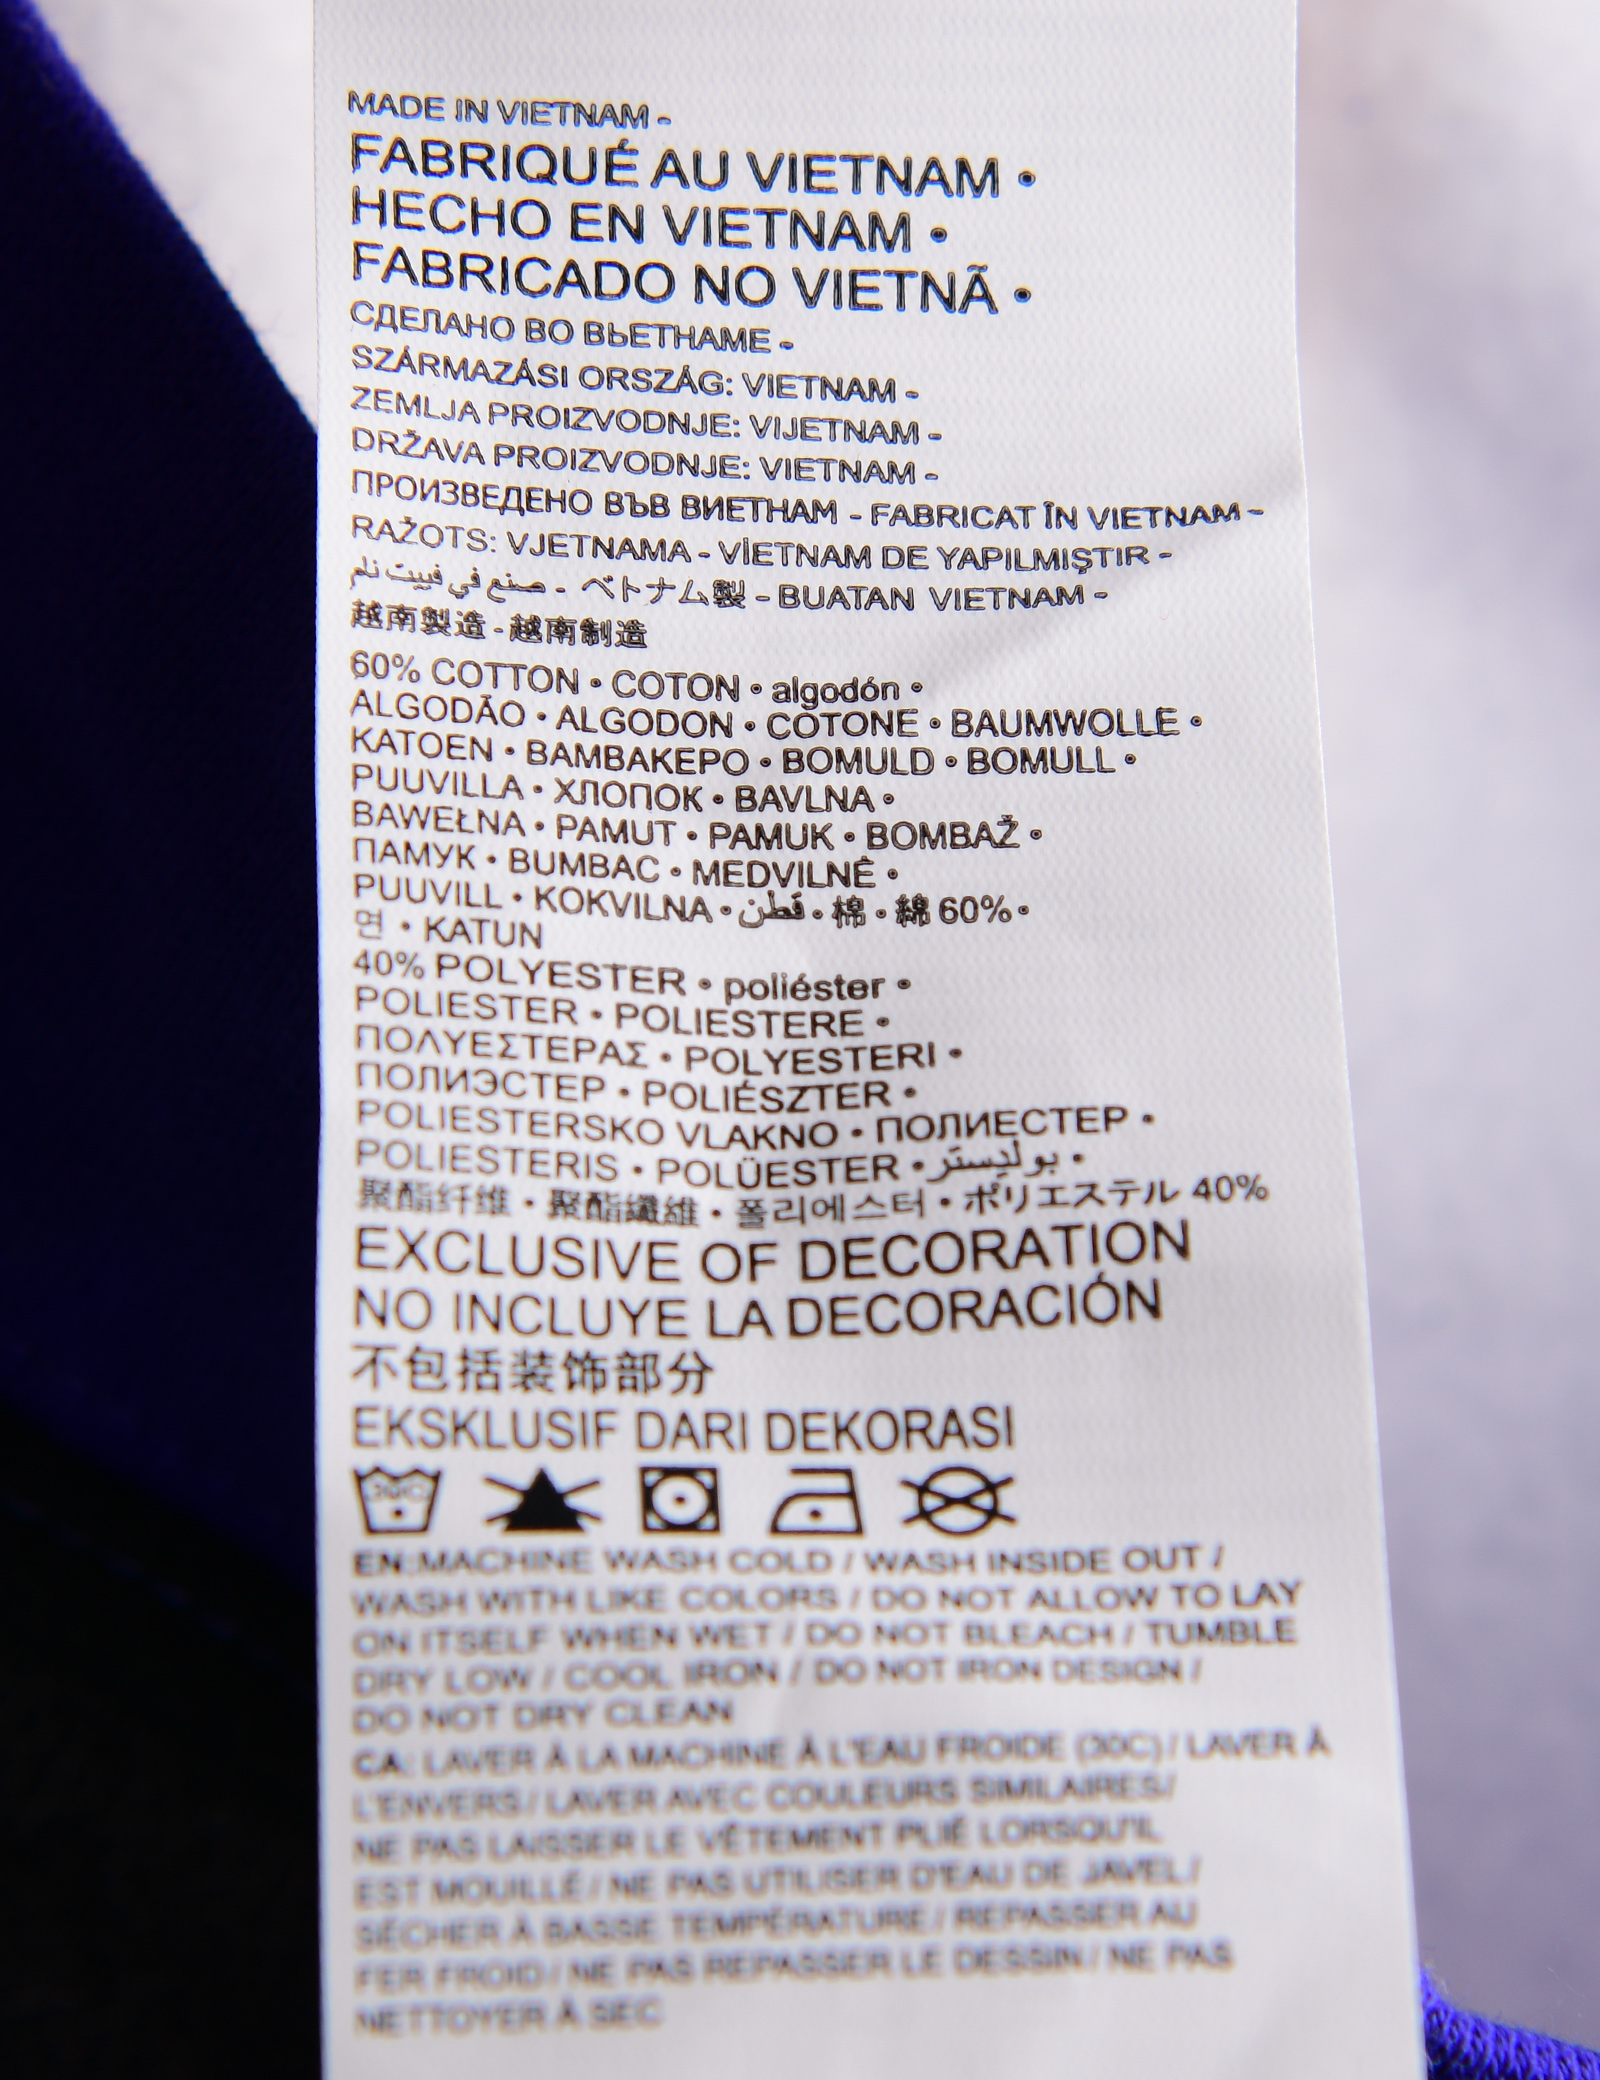 MADE IN VIETNAM -
FABRIQUÉ AU VIETNAM •
HECHO EN VIETNAM •
FABRICADO NO VIETNÃ •
СДЕЛАНО ВО ВЬЕТНАМЕ -
SZÁRMAZÁSI ORSZÁG: VIETNAM -
ZEMLJA PROIZVODNJE: VIJETNAM -
DRŽAVA PROIZVODNJE: VIETNAM -
ПРОИЗВЕДЕНО ВЪВ ВИЕТНАМ - FABRICAT ÎN VIETNAM -
RAŽOTS: VJETNAMA - VİETNAM DE YAPILMIŞTIR -
صنع في فييت نلم - ベトナム製 - BUATAN VIETNAM -
越南製造 - 越南制造
60% COTTON • COTON • algodón •
ALGODÃO • ALGODON • COTONE • BAUMWOLLE •
KATOEN • ΒΑΜΒΑΚΕΡΟ • BOMULD • BOMULL •
PUUVILLA • ХЛОПОК • BAVLNA •
BAWEŁNA • PAMUT • PAMUK • BOMBAŽ •
ПАМУК • BUMBAC • MEDVILNĖ •
PUUVILL • KOKVILNA • قطن • 棉 • 綿 60% •
면 • KATUN
40% POLYESTER • poliéster •
POLIESTER • POLIESTERE •
ΠΟΛΥΕΣΤΕΡΑΣ • POLYESTERI •
ПОЛИЭСТЕР • POLIÉSZTER •
POLIESTERSKO VLAKNO • ПОЛИЕСТЕР •
POLIESTERIS • POLÜESTER • بوليستر •
聚酯纤维 • 聚酯纖維 • 폴리에스터 • ポリエステル 40%
EXCLUSIVE OF DECORATION
NO INCLUYE LA DECORACIÓN
不包括装饰部分
EKSKLUSIF DARI DEKORASI
30C
EN:MACHINE WASH COLD / WASH INSIDE OUT /
WASH WITH LIKE COLORS / DO NOT ALLOW TO LAY
ON ITSELF WHEN WET / DO NOT BLEACH / TUMBLE
DRY LOW / COOL IRON / DO NOT IRON DESIGN /
DO NOT DRY CLEAN
CA: LAVER À LA MACHINE À L'EAU FROIDE (30C) / LAVER À
L'ENVERS / LAVER AVEC COULEURS SIMILAIRES/
NE PAS LAISSER LE VÊTEMENT PLIÉ LORSQU'IL
EST MOUILLÉ / NE PAS UTILISER D'EAU DE JAVEL /
SÉCHER À BASSE TEMPÉRATURE / REPASSER AU
FER FROID / NE PAS REPASSER LE DESSIN / NE PAS
NETTOYER À SEC